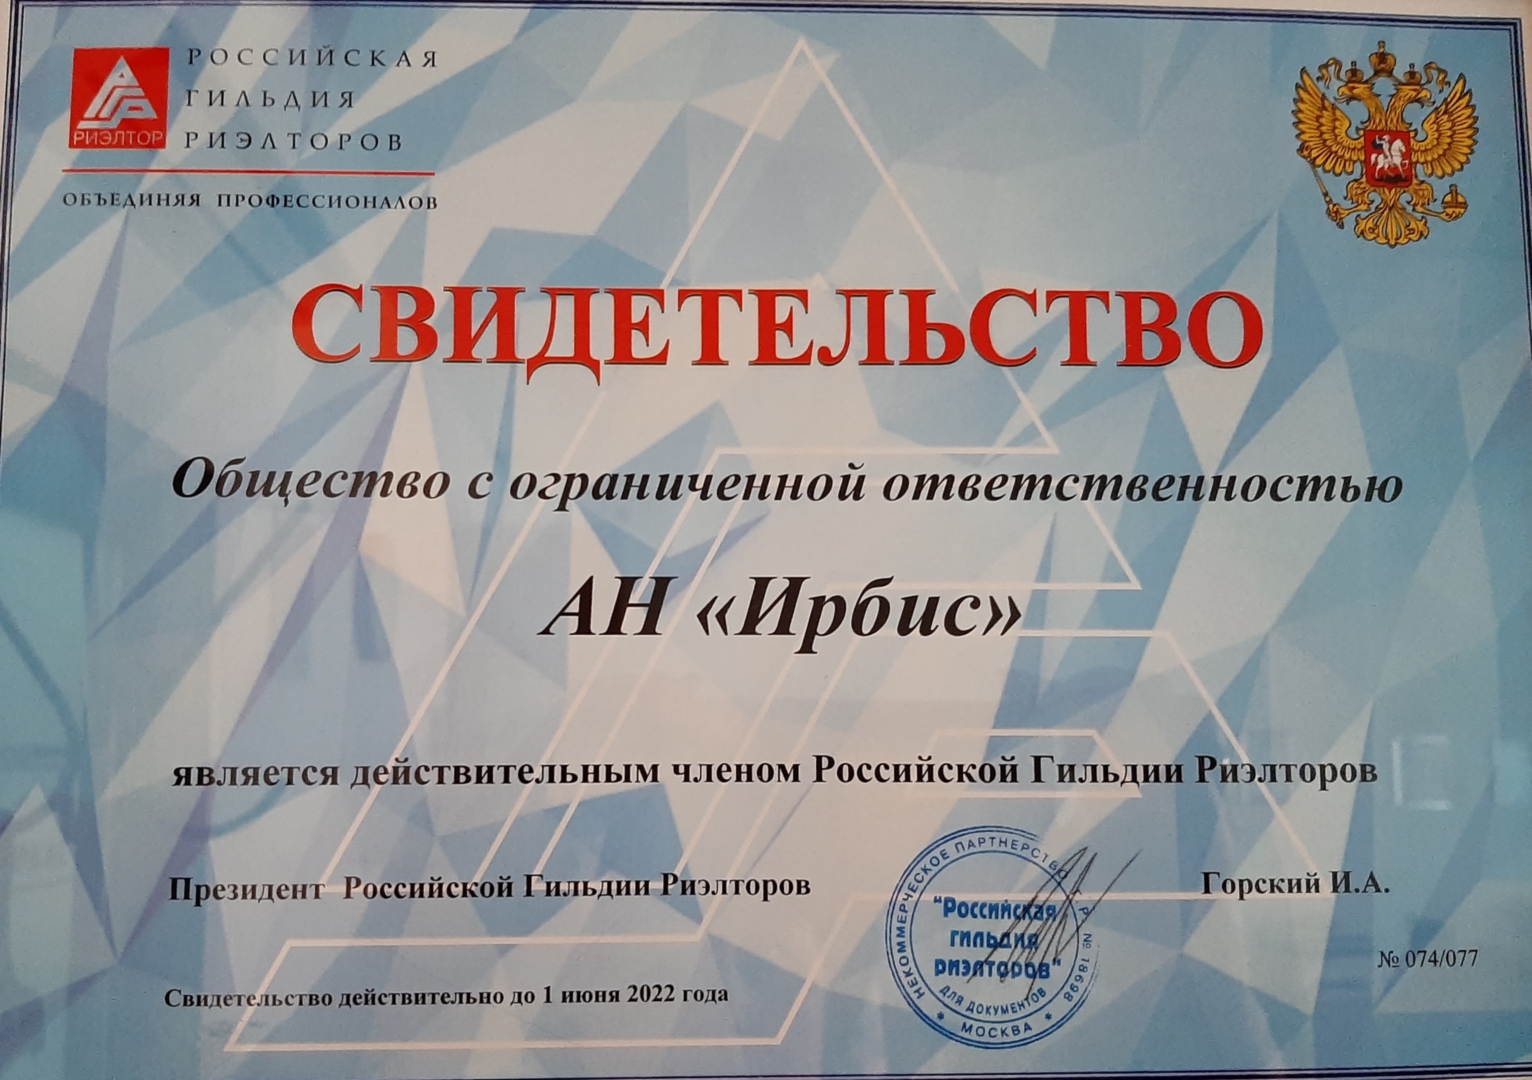 РОССИЙСКАЯ
ГИЛЬДИЯ
РИЭЛТОРОВ
РИЭЛТОР
ОБЪЕДИНЯЯ ПРОФЕССИОНАЛОВ
СВИДЕТЕЛЬСТВО
Общество с ограниченной ответственностью
АН «Ирбис»
является действительным членом Российской Гильдии Риэлторов
Президент Российской Гильдии Риэлторов
Горский И.А.
НЕКОММЕРЧЕСКОЕ ПАРТНЕРСТВО
Г.Р. № 18698
"Российская
гильдия
риэлторов"
ДЛЯ ДОКУМЕНТОВ
* МОСКВА *
№ 074/077
Свидетельство действительно до 1 июня 2022 года